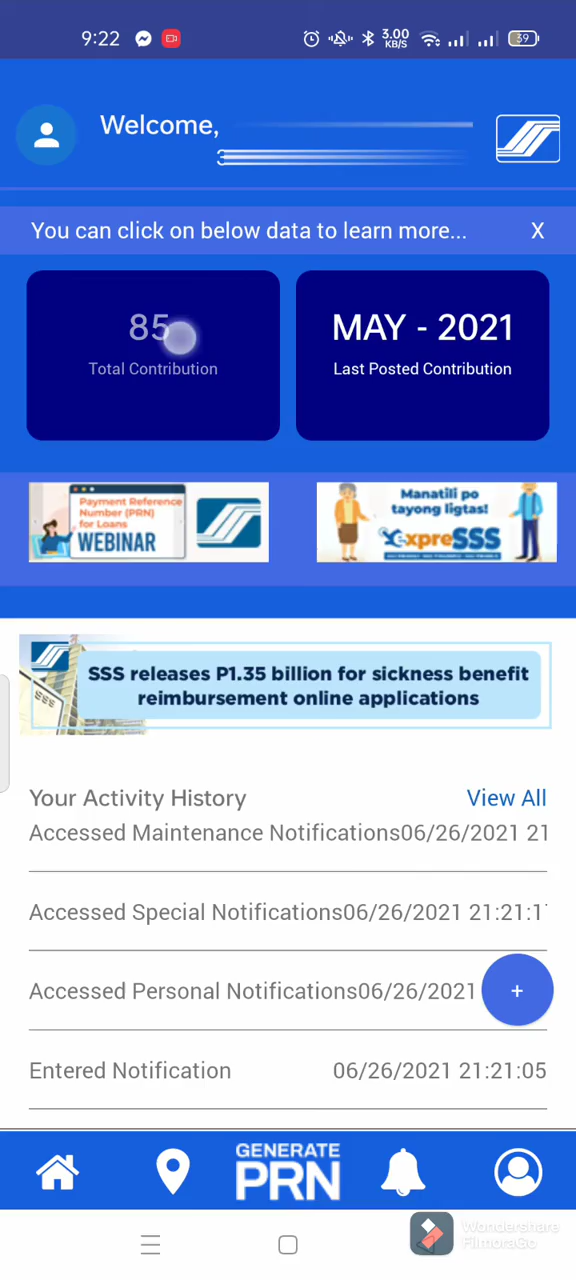 9:22
3.00
KB/S
39
Welcome,
You can click on below data to learn more...
X
85
Total Contribution
MAY - 2021
Last Posted Contribution
Payment Reference
Number (PRN)
for Loans
WEBINAR
Manatili po
tayong ligtas!
expreSSS
SSS releases P1.35 billion for sickness benefit
reimbursement online applications
Your Activity History
View All
Accessed Maintenance Notifications06/26/2021 21
Accessed Special Notifications06/26/2021 21:21:1
Accessed Personal Notifications06/26/2021
+
Entered Notification
06/26/2021 21:21:05
GENERATE
PRN
Wondershare
FilmoraGo